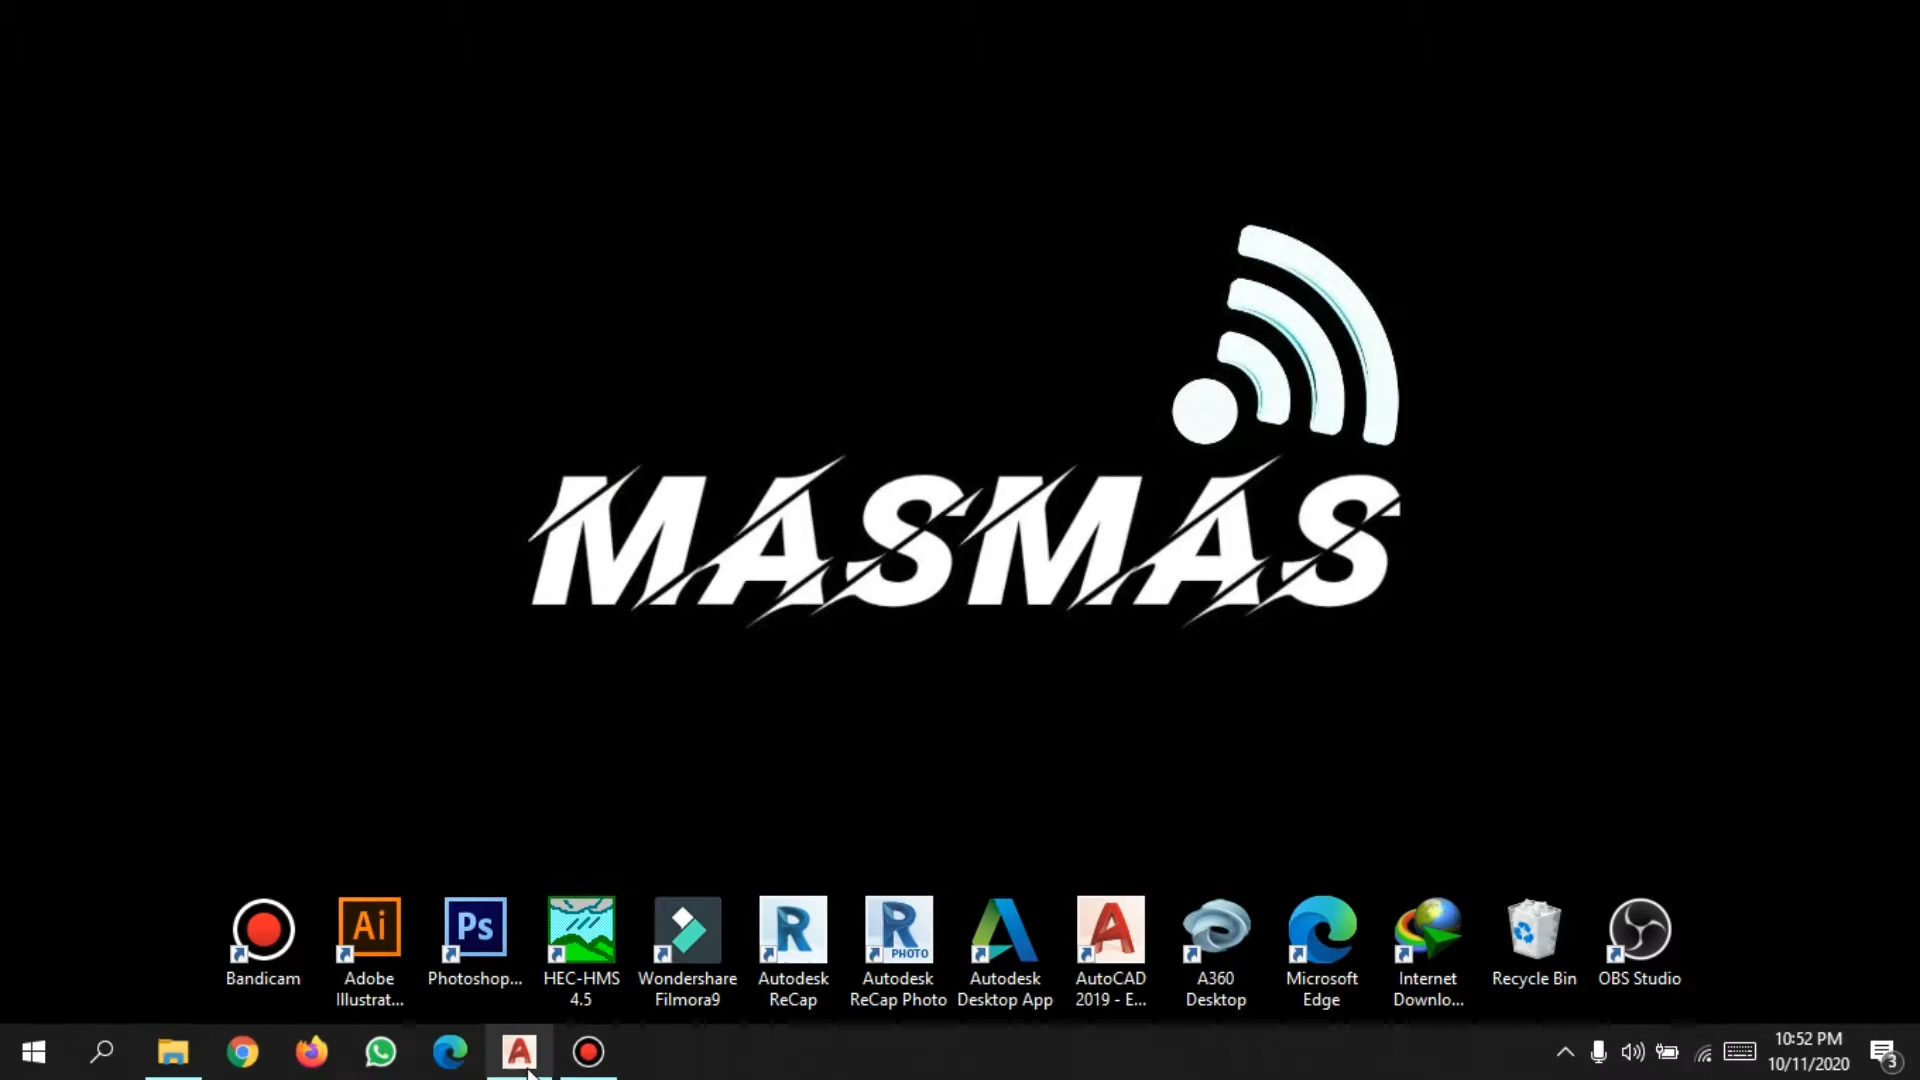 MASMAS
Ai
Ps
R
R
PHOTO
A
Bandicam
Adobe
Illustrat...
Photoshop...
HEC-HMS
4.5
Wondershare
Filmora9
Autodesk
ReCap
Autodesk
ReCap Photo
Autodesk
Desktop App
AutoCAD
2019 - E...
A360
Desktop
Microsoft
Edge
Internet
Downlo...
Recycle Bin
OBS Studio
A
10:52 PM
10/11/2020
3